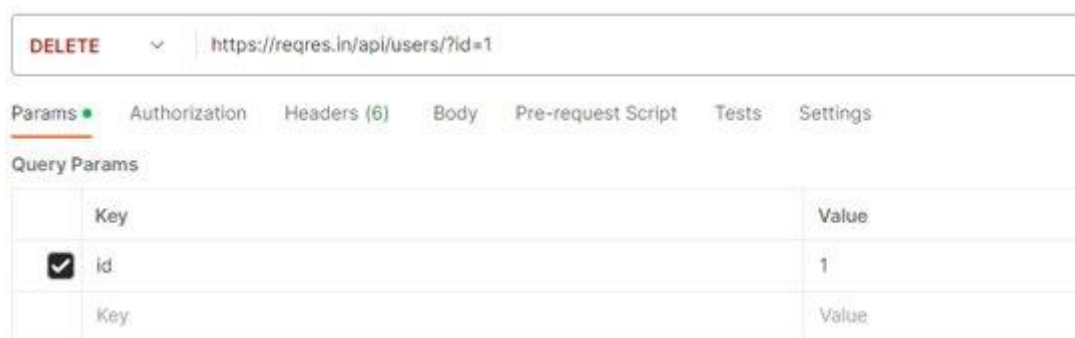 DELETE https://reqres.in/api/users/?id=1
Params Authorization Headers (6) Body Pre-request Script Tests Settings
Query Params
Key Value
id 1
Key Value